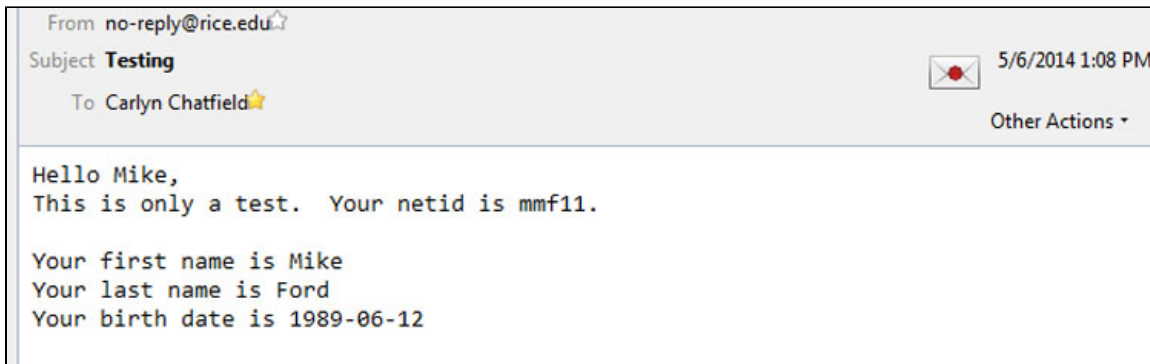 From no-reply@rice.edu
Subject Testing
5/6/2014 1:08 PM
To Carlyn Chatfield
Other Actions
Hello Mike,
This is only a test.  Your netid is mmf11.
Your first name is Mike
Your last name is Ford
Your birth date is 1989-06-12